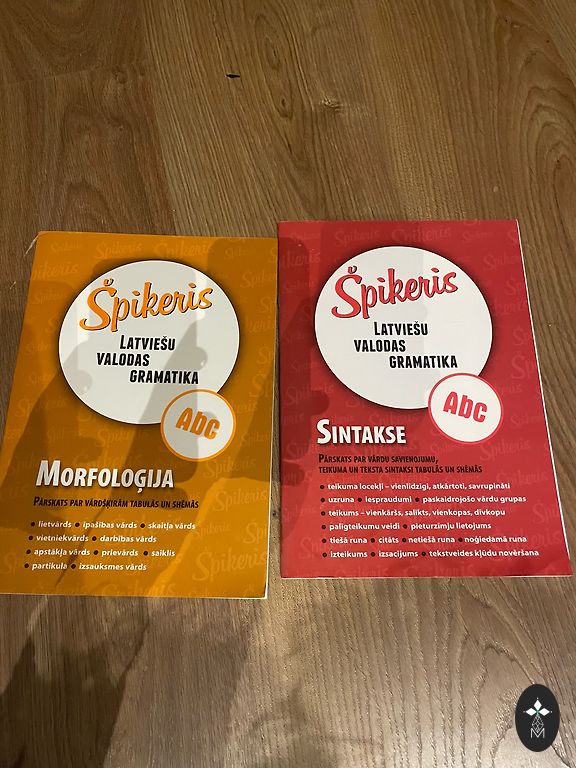 Špikeris
LATVIEŠU
VALODAS
GRAMATIKA
Abc
MORFOLOĢIJA
PĀRSKATS PAR VĀRDŠĶIRĀM TABULĀS UN SHĒMĀS
• lietvārds • īpašības vārds • skaitļa vārds
• vietniekvārds • darbības vārds
• apstākļa vārds • prievārds • saiklis
• partikula • izsauksmes vārds
Špikeris
LATVIEŠU
VALODAS
GRAMATIKA
Abc
SINTAKSE
PĀRSKATS PAR VĀRDU SAVIENOJUMU,
TEIKUMA UN TEKSTA SINTAKSI TABULĀS UN SHĒMĀS
• teikuma locekļi – vienlīdzīgi, atkārtoti, savrupināti
• uzruna • iespraudumi • paskaidrojošo vārdu grupas
• teikums – vienkāršs, salikts, vienkopas, divkopu
• palīgteikumu veidi • pieturzīmju lietojums
• tiešā runa • citāts • netiešā runa • noģiedamā runa
• izteikums • izsacījums • tekstveides kļūdu novēršana